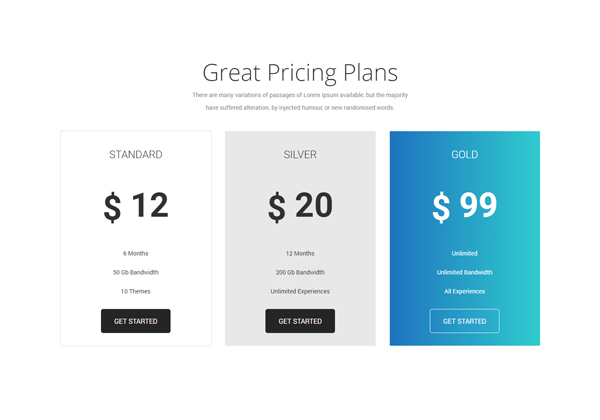 Great Pricing Plans
There are many variations of passages of Lorem Ipsum available, but the majority
have suffered alteration, by injected humour, or new randomised words.
STANDARD
$ 12
6 Months
50 Gb Bandwidth
10 Themes
GET STARTED
SILVER
$ 20
12 Months
200 Gb Bandwidth
Unlimited Experiences
GET STARTED
GOLD
$ 99
Unlimited
Unlimited Bandwidth
All Experiences
GET STARTED